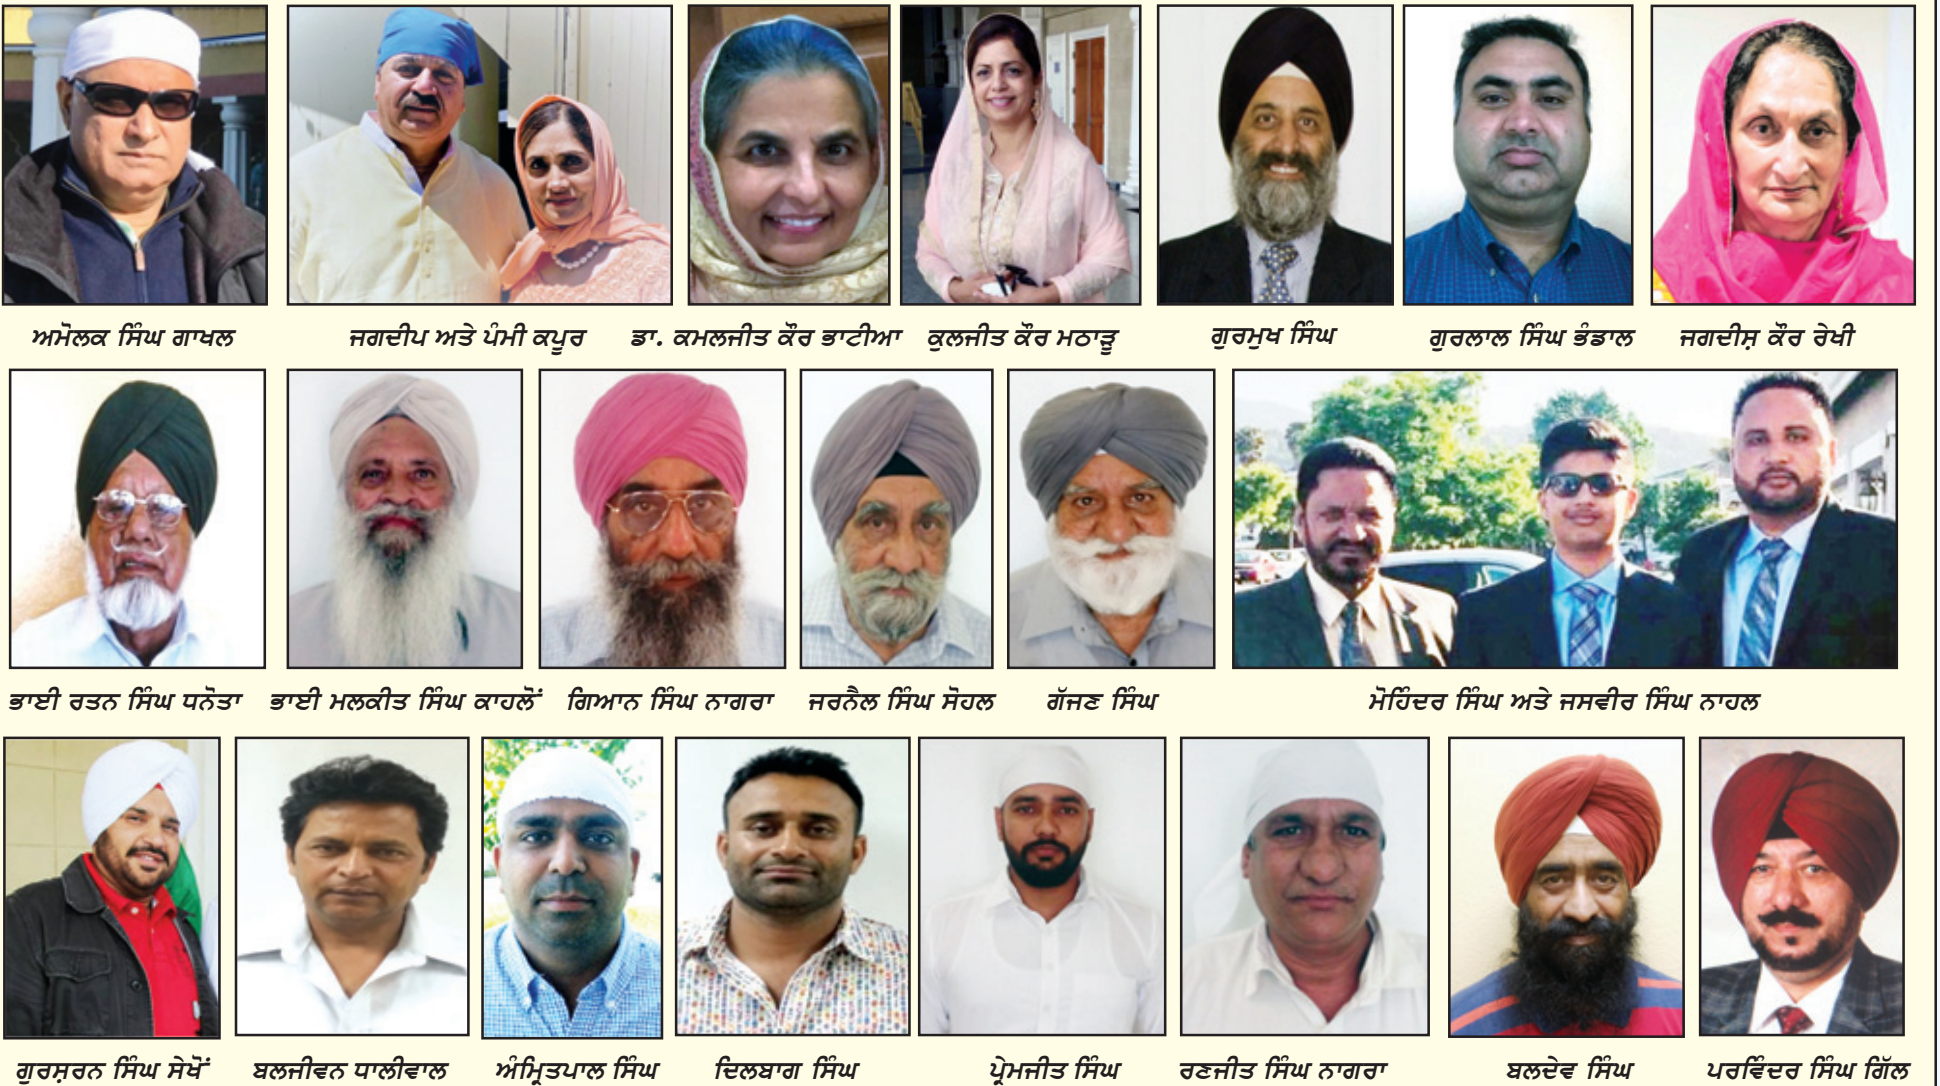 ਅਮੋਲਕ ਸਿੰਘ ਗਾਖਲ ਜਗਦੀਪ ਅਤੇ ਪੰਮੀ ਕਪੂਰ ਡਾ. ਕਮਲਜੀਤ ਕੌਰ ਭਾਟੀਆ ਕੁਲਜੀਤ ਕੌਰ ਮਠਾੜੂ ਗੁਰਮੁਖ ਸਿੰਘ ਗੁਰਲਾਲ ਸਿੰਘ ਭੰਡਾਲ ਜਗਦੀਸ਼ ਕੌਰ ਰੇਖੀ
ਭਾਈ ਰਤਨ ਸਿੰਘ ਧਨੋਤਾ ਭਾਈ ਮਲਕੀਤ ਸਿੰਘ ਕਾਹਲੋਂ ਗਿਆਨ ਸਿੰਘ ਨਾਗਰਾ ਜਰਨੈਲ ਸਿੰਘ ਸੋਹਲ ਗੱਜਣ ਸਿੰਘ ਮੋਹਿੰਦਰ ਸਿੰਘ ਅਤੇ ਜਸਵੀਰ ਸਿੰਘ ਨਾਹਲ
ਗੁਰਸ਼ਰਨ ਸਿੰਘ ਸੇਖੋਂ ਬਲਜੀਵਨ ਧਾਲੀਵਾਲ ਅੰਮ੍ਰਿਤਪਾਲ ਸਿੰਘ ਦਿਲਬਾਗ ਸਿੰਘ ਪ੍ਰੇਮਜੀਤ ਸਿੰਘ ਰਣਜੀਤ ਸਿੰਘ ਨਾਗਰਾ ਬਲਦੇਵ ਸਿੰਘ ਪਰਵਿੰਦਰ ਸਿੰਘ ਗਿੱਲ